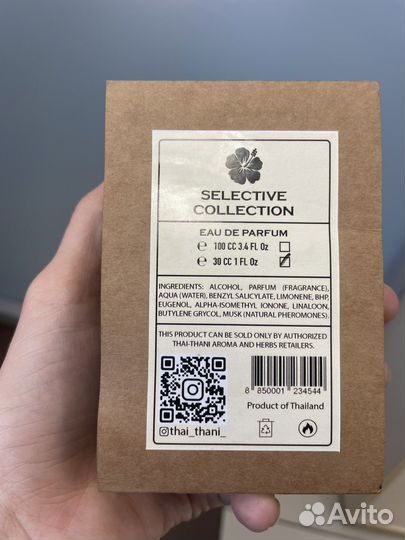 SELECTIVE
COLLECTION
EAU DE PARFUM
℮ 100 CC 3.4 FL Oz
℮ 30 CC 1 FL Oz
INGREDIENTS: ALCOHOL, PARFUM (FRAGRANCE),
AQUA (WATER), BENZYL SALICYLATE, LIMONENE, BHP,
EUGENOL, ALPHA-ISOMETHYL, IONONE, LINALOON,
BUTYLENE GRYCOL, MUSK (NATURAL PHEROMONES).
THIS PRODUCT CAN BE SOLD ONLY BY AUTHORIZED
THAI-THANI AROMA AND HERBS RETAILERS.
8 850001 234544
Product of Thailand
thai_thani_
Avito